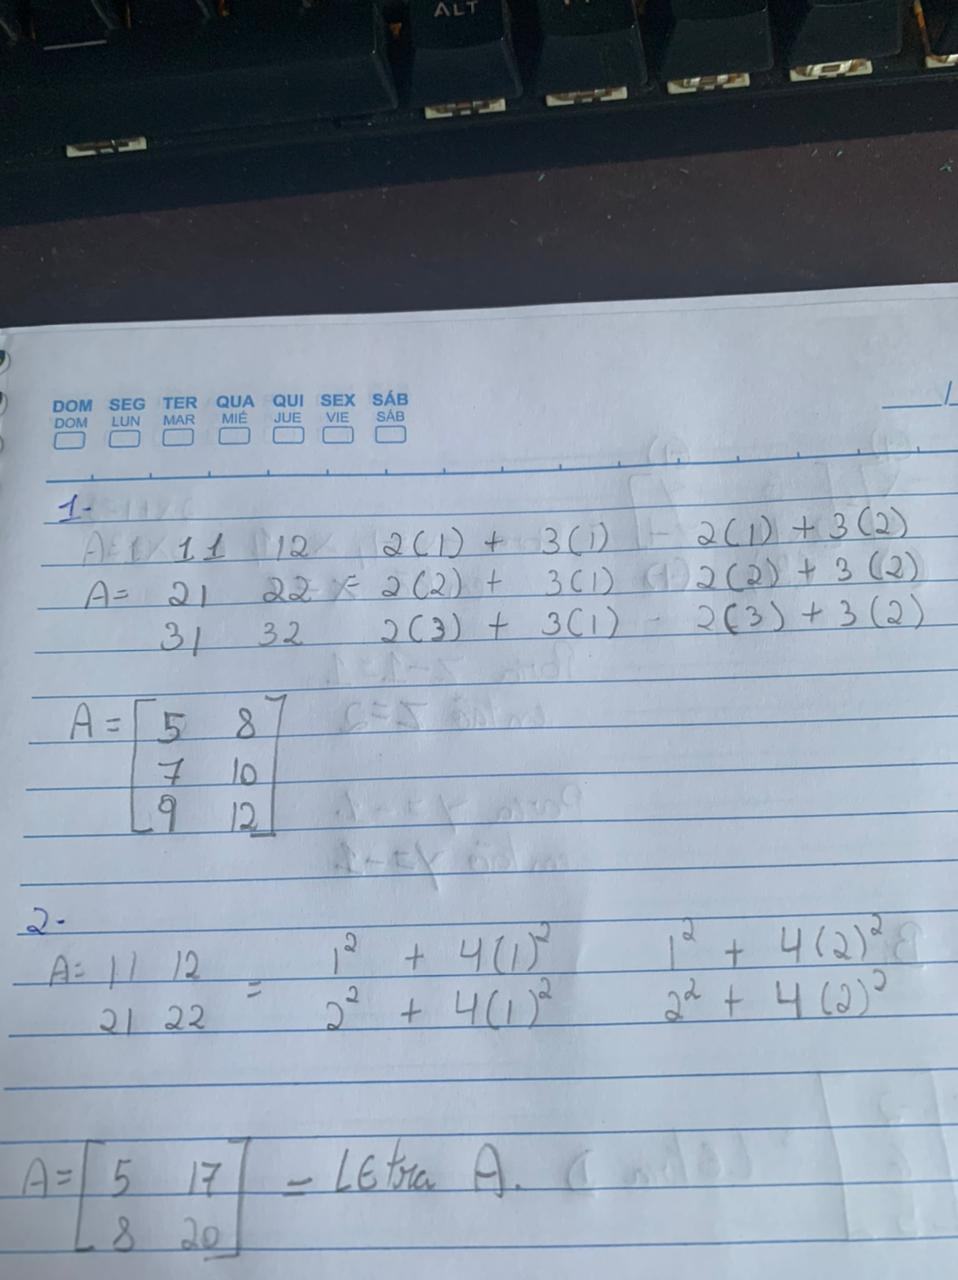 ALT
DOM SEG TER QUA QUI SEX SÁB
DOM LUN MAR MIÉ JUE VIE SÁB
1-
11 12 2(1) + 3(1) - 2(1) + 3(2)
A= 21 22 = 2(2) + 3(1) 2(2) + 3(2)
31 32 2(3) + 3(1) - 2(3) + 3(2)
A = [5 8
7 10
9 12]
2-
A= 11 12 = 1² + 4(1)² 1² + 4(2)²
21 22 2² + 4(1)² 2² + 4(2)²
A= [5 17 - LEtra A.
8 20]